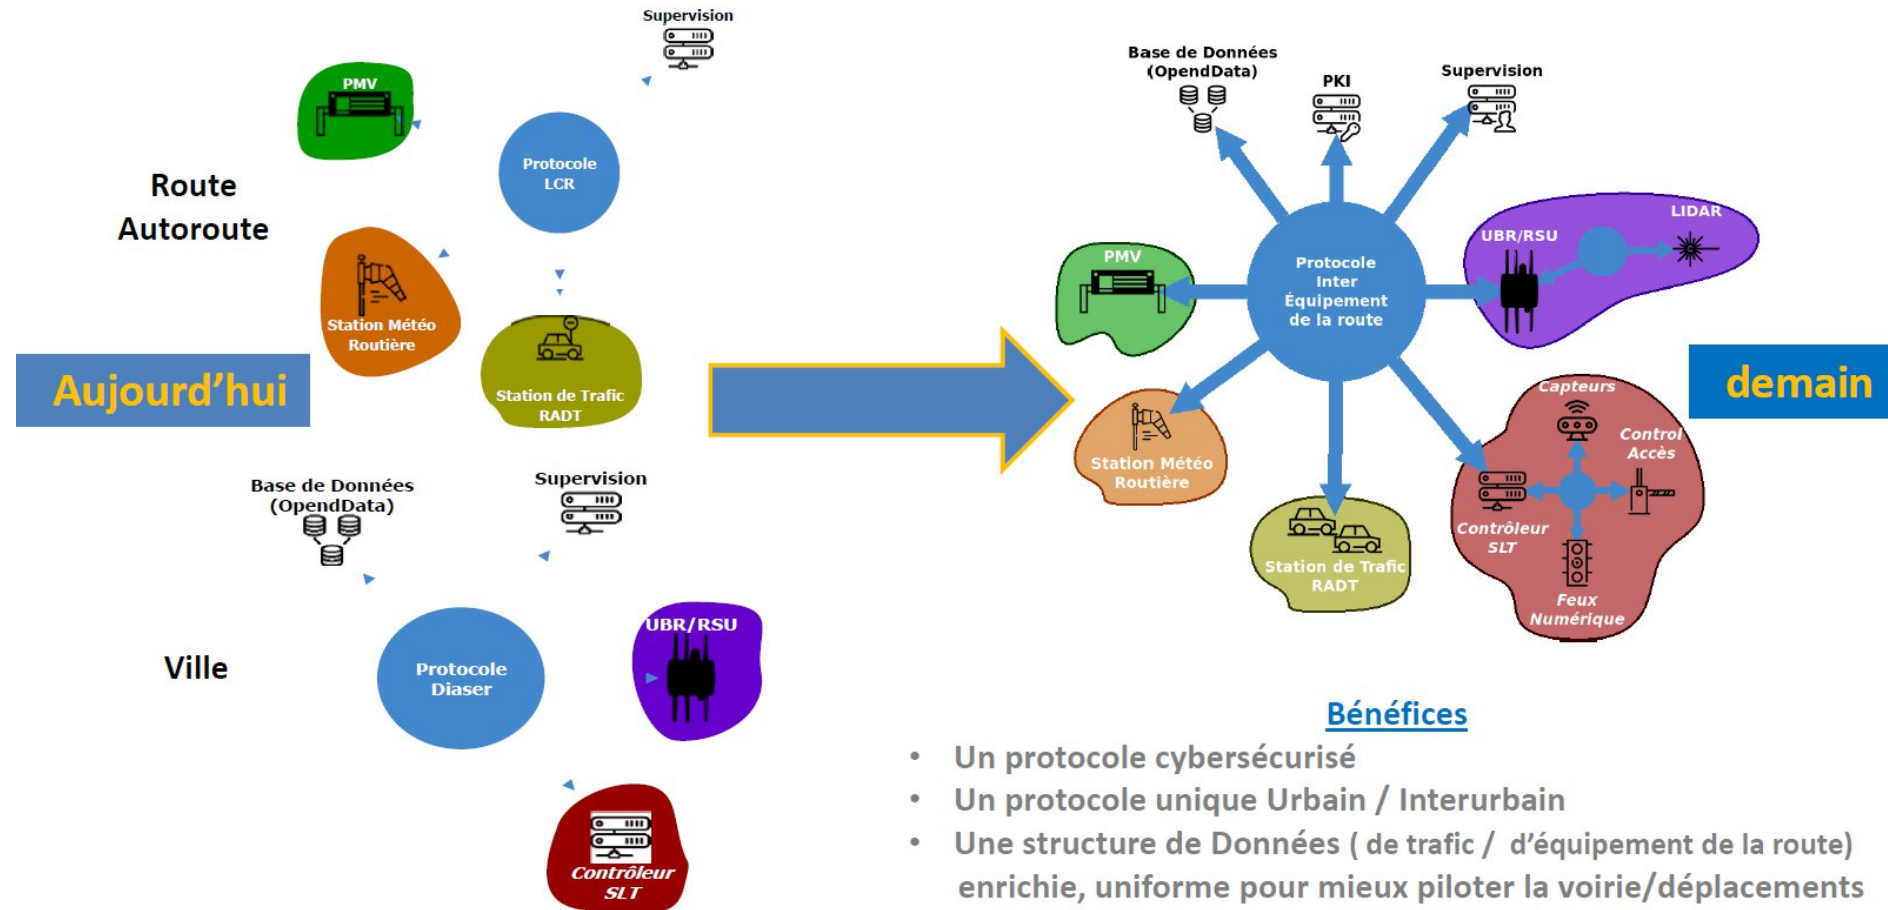 Supervision
PMV
Protocole
LCR
Route
Autoroute
Station Météo
Routière
Station de Trafic
RADT
Aujourd'hui
Base de Données
(OpendData)
Supervision
Ville
Protocole
Diaser
UBR/RSU
Contrôleur
SLT
Base de Données
(OpendData)
PKI
Supervision
PMV
Protocole
Inter
Équipement
de la route
UBR/RSU
LIDAR
demain
Station Météo
Routière
Station de Trafic
RADT
Capteurs
Control
Accès
Contrôleur
SLT
Feux
Numérique
Bénéfices
• Un protocole cybersécurisé
• Un protocole unique Urbain / Interurbain
• Une structure de Données ( de trafic / d'équipement de la route)
enrichie, uniforme pour mieux piloter la voirie/déplacements